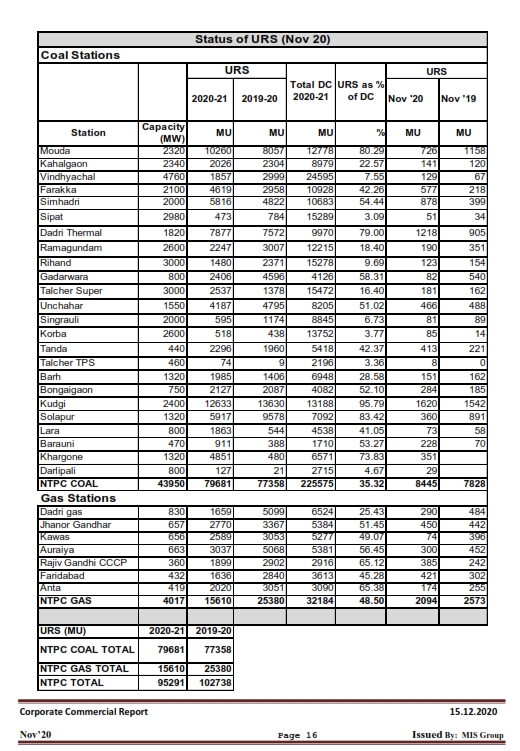 Status of URS (Nov 20)
Coal Stations
URS Total DC 2020-21 URS as % of DC URS
2020-21 2019-20 Nov '20 Nov '19
Station Capacity (MW) MU MU MU % MU MU
Mouda 2320 10260 8057 12778 80.29 726 1158
Kahalgaon 2340 2026 2304 8979 22.57 141 120
Vindhyachal 4760 1857 2999 24595 7.55 129 67
Farakka 2100 4619 2958 10928 42.26 577 218
Simhadri 2000 5816 4822 10683 54.44 878 399
Sipat 2980 473 784 15289 3.09 51 34
Dadri Thermal 1820 7877 7572 9970 79.00 1218 905
Ramagundam 2600 2247 3007 12215 18.40 190 351
Rihand 3000 1480 2371 15278 9.69 123 154
Gadarwara 800 2406 4596 4126 58.31 82 540
Talcher Super 3000 2537 1378 15472 16.40 181 162
Unchahar 1550 4187 4795 8205 51.02 466 488
Singrauli 2000 595 1174 8845 6.73 81 89
Korba 2600 518 438 13752 3.77 85 14
Tanda 440 2296 1960 5418 42.37 413 221
Talcher TPS 460 74 9 2196 3.36 8 0
Barh 1320 1985 1406 6948 28.58 151 162
Bongaigaon 750 2127 2087 4082 52.10 284 185
Kudgi 2400 12633 13630 13188 95.79 1620 1542
Solapur 1320 5917 9578 7092 83.42 360 891
Lara 800 1863 544 4538 41.05 73 58
Barauni 470 911 388 1710 53.27 228 70
Khargone 1320 4851 480 6571 73.83 351
Darlipali 800 127 21 2715 4.67 29
NTPC COAL 43950 79681 77358 225575 35.32 8445 7828
Gas Stations
Dadri gas 830 1659 5099 6524 25.43 290 484
Jhanor Gandhar 657 2770 3367 5384 51.45 450 442
Kawas 656 2589 3053 5277 49.07 74 396
Auraiya 663 3037 5068 5381 56.45 300 452
Rajiv Gandhi CCCP 360 1899 2902 2916 65.12 385 242
Faridabad 432 1636 2840 3613 45.28 421 302
Anta 419 2020 3051 3090 65.38 174 255
NTPC GAS 4017 15610 25380 32184 48.50 2094 2573
URS (MU) 2020-21 2019-20
NTPC COAL TOTAL 79681 77358
NTPC GAS TOTAL 15610 25380
NTPC TOTAL 95291 102738
Corporate Commercial Report 15.12.2020
Nov'20 Page 16 Issued By: MIS Group